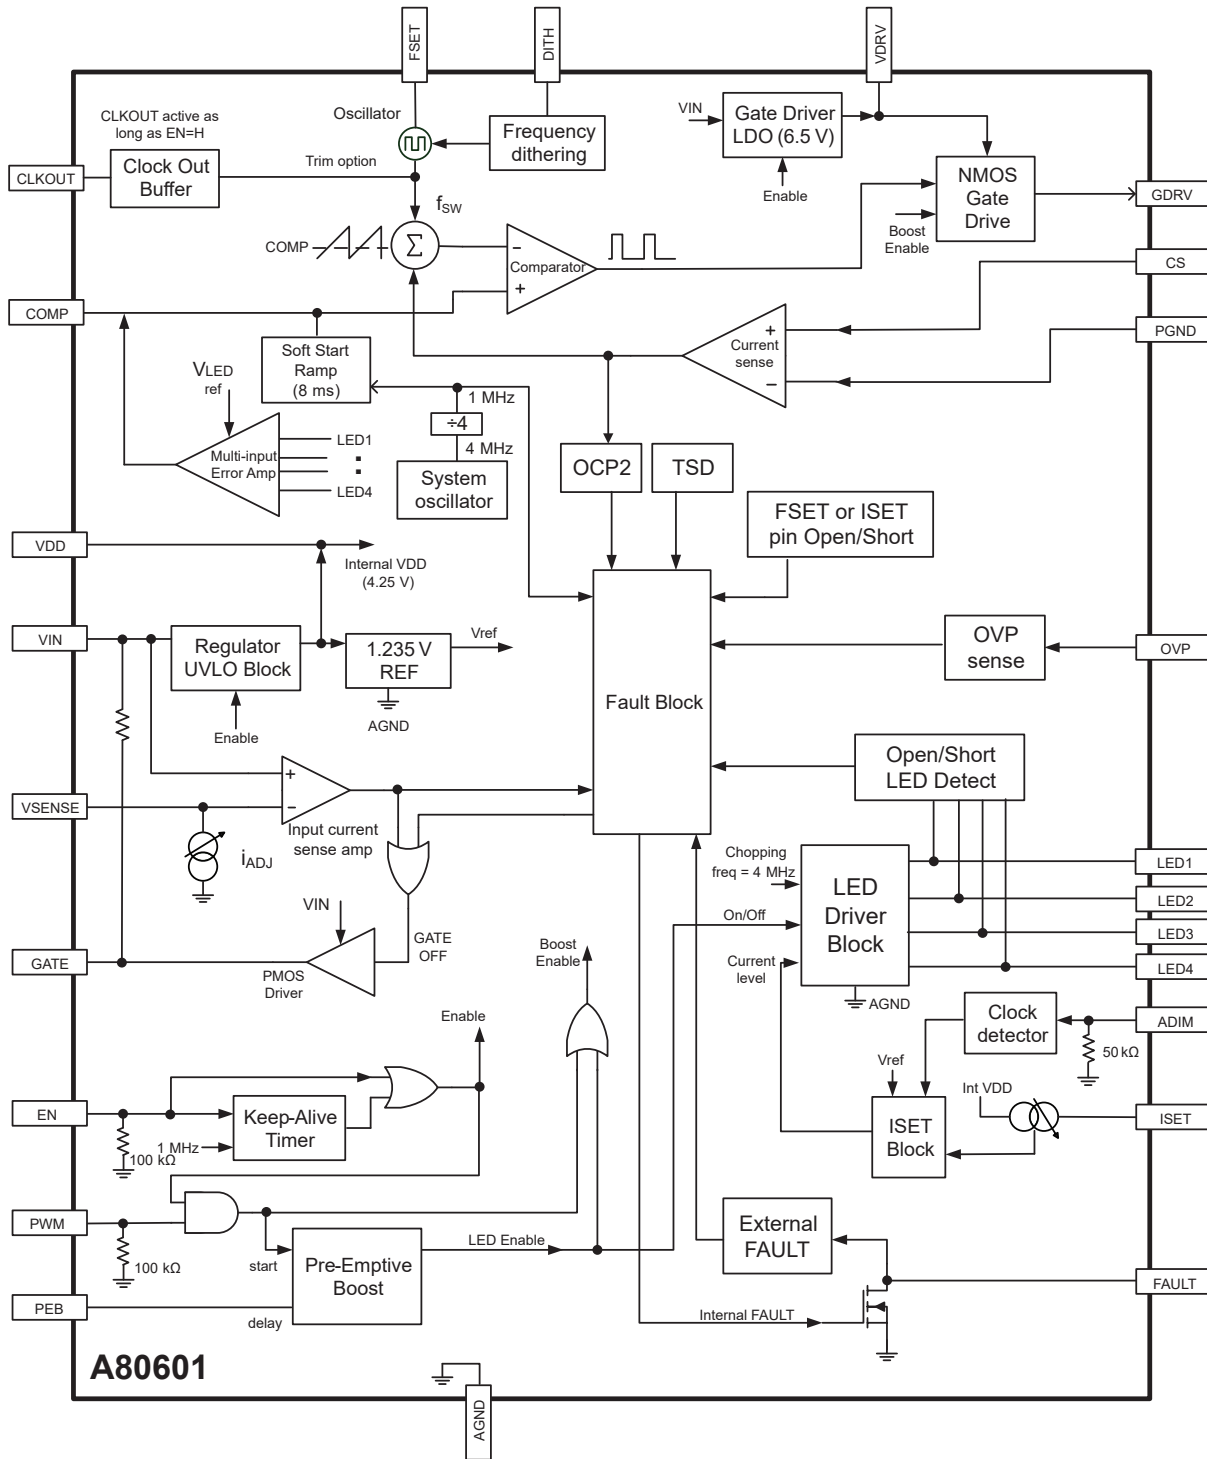 FSET
DITH
VDRV
CLKOUT active as
long as EN=H
Oscillator
Frequency
dithering
VIN
Gate Driver
LDO (6.5 V)
Trim option
CLKOUT
Clock Out
Buffer
Enable
NMOS
Gate
Drive
GDRV
fSW
Boost
Enable
COMP
Σ
−
Comparator
+
CS
COMP
PGND
Soft Start
Ramp
(8 ms)
+
Current
sense
−
VLED
ref
1 MHz
÷4
4 MHz
LED1
Multi-input
Error Amp
:
LED4
System
oscillator
OCP2
TSD
FSET or ISET
pin Open/Short
VDD
Internal VDD
(4.25 V)
VIN
Regulator
UVLO Block
1.235 V
REF
Vref
AGND
Enable
Fault Block
OVP
sense
OVP
Open/Short
LED Detect
VSENSE
+
−
Input current
sense amp
iADJ
Chopping
freq = 4 MHz
LED
Driver
Block
LED1
LED2
LED3
LED4
On/Off
Current
level
AGND
VIN
GATE
OFF
GATE
PMOS
Driver
Boost
Enable
Enable
Clock
detector
ADIM
50 kΩ
Vref
Int VDD
ISET
Block
ISET
EN
Keep-Alive
Timer
1 MHz
100 kΩ
PWM
100 kΩ
start
Pre-Emptive
Boost
LED Enable
External
FAULT
FAULT
PEB
delay
Internal FAULT
A80601
AGND